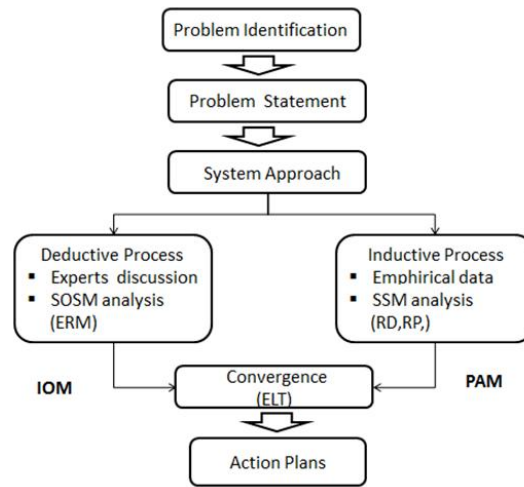 Problem Identification
Problem Statement
System Approach
Deductive Process
▪ Experts discussion
▪ SOSM analysis
(ERM)
Inductive Process
▪ Emphirical data
▪ SSM analysis
(RD,RP,)
IOM
Convergence
(ELT)
PAM
Action Plans